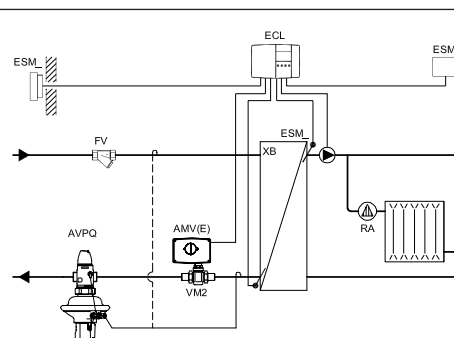 ECL
ESM_
ESM
FV
ESM_
XB
RA
AVPQ
AMV(E)
VM2